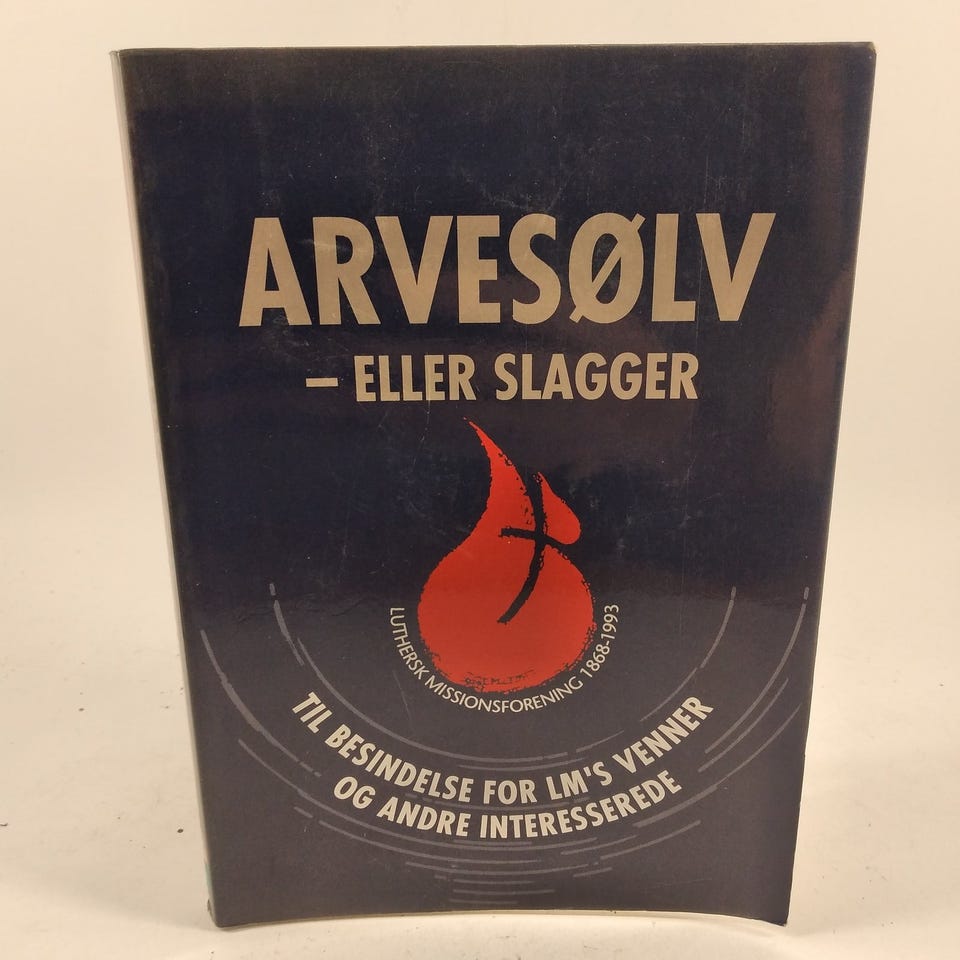 ARVESØLV
– ELLER SLAGGER
LUTHERSK MISSIONSFORENING 1868-1993
TIL BESINDELSE FOR LM'S VENNER
OG ANDRE INTERESSEREDE